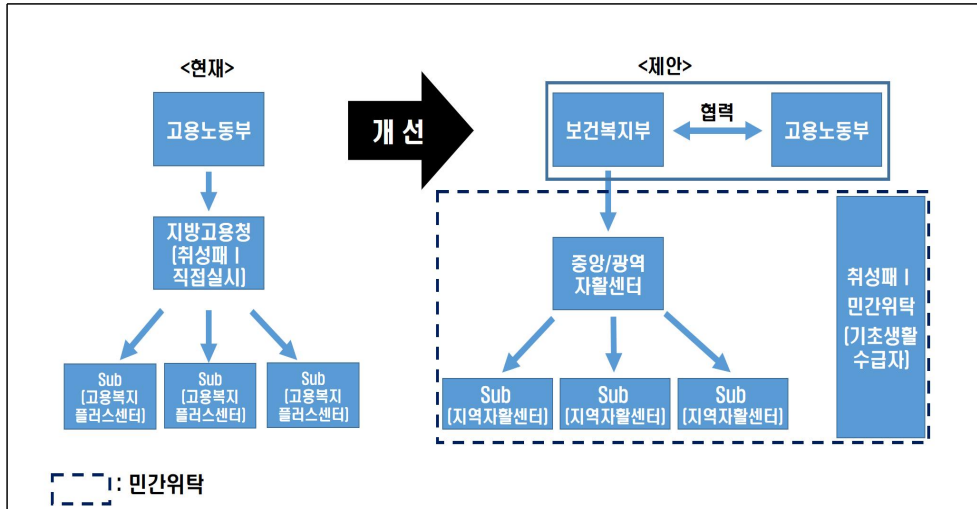 <현재>
고용노동부
지방고용청
(취성패Ⅰ
직접실시)
Sub
(고용복지
플러스센터)
Sub
(고용복지
플러스센터)
Sub
(고용복지
플러스센터)
개 선
<제안>
보건복지부
협력
고용노동부
중앙/광역
자활센터
Sub
(지역자활센터)
Sub
(지역자활센터)
Sub
(지역자활센터)
취성패Ⅰ
민간위탁
(기초생활
수급자)
: 민간위탁